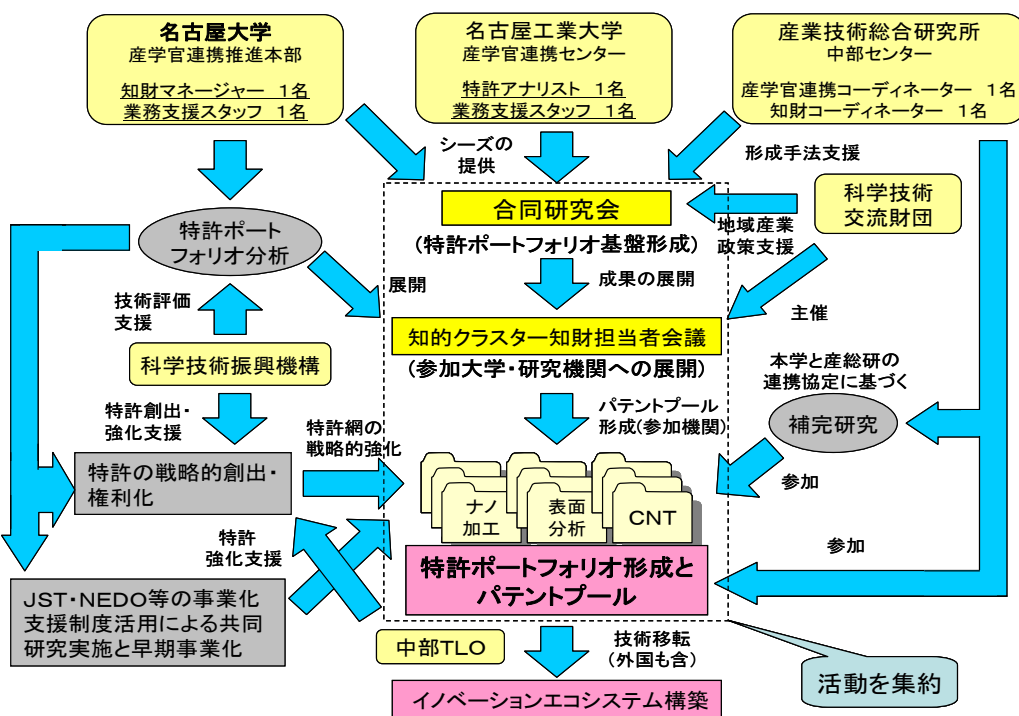 名古屋大学
産学官連携推進本部
知財マネージャー 1名
業務支援スタッフ 1名
名古屋工業大学
産学官連携センター
特許アナリスト 1名
業務支援スタッフ 1名
産業技術総合研究所
中部センター
産学官連携コーディネーター 1名
知財コーディネーター 1名
シーズの
提供
形成手法支援
合同研究会
(特許ポートフォリオ基盤形成)
地域産業
政策支援
科学技術
交流財団
特許ポート
フォリオ分析
展開
成果の展開
主催
技術評価
支援
知的クラスター知財担当者会議
(参加大学・研究機関への展開)
科学技術振興機構
本学と産総研の
連携協定に基づく
補完研究
特許創出・
強化支援
特許網の
戦略的強化
パテントプール
形成(参加機関)
参加
特許の戦略的創出・
権利化
ナノ
加工
表面
分析
CNT
特許
強化支援
特許ポートフォリオ形成と
パテントプール
参加
JST・NEDO等の事業化
支援制度活用による共同
研究実施と早期事業化
中部TLO
技術移転
(外国も含)
活動を集約
イノベーションエコシステム構築